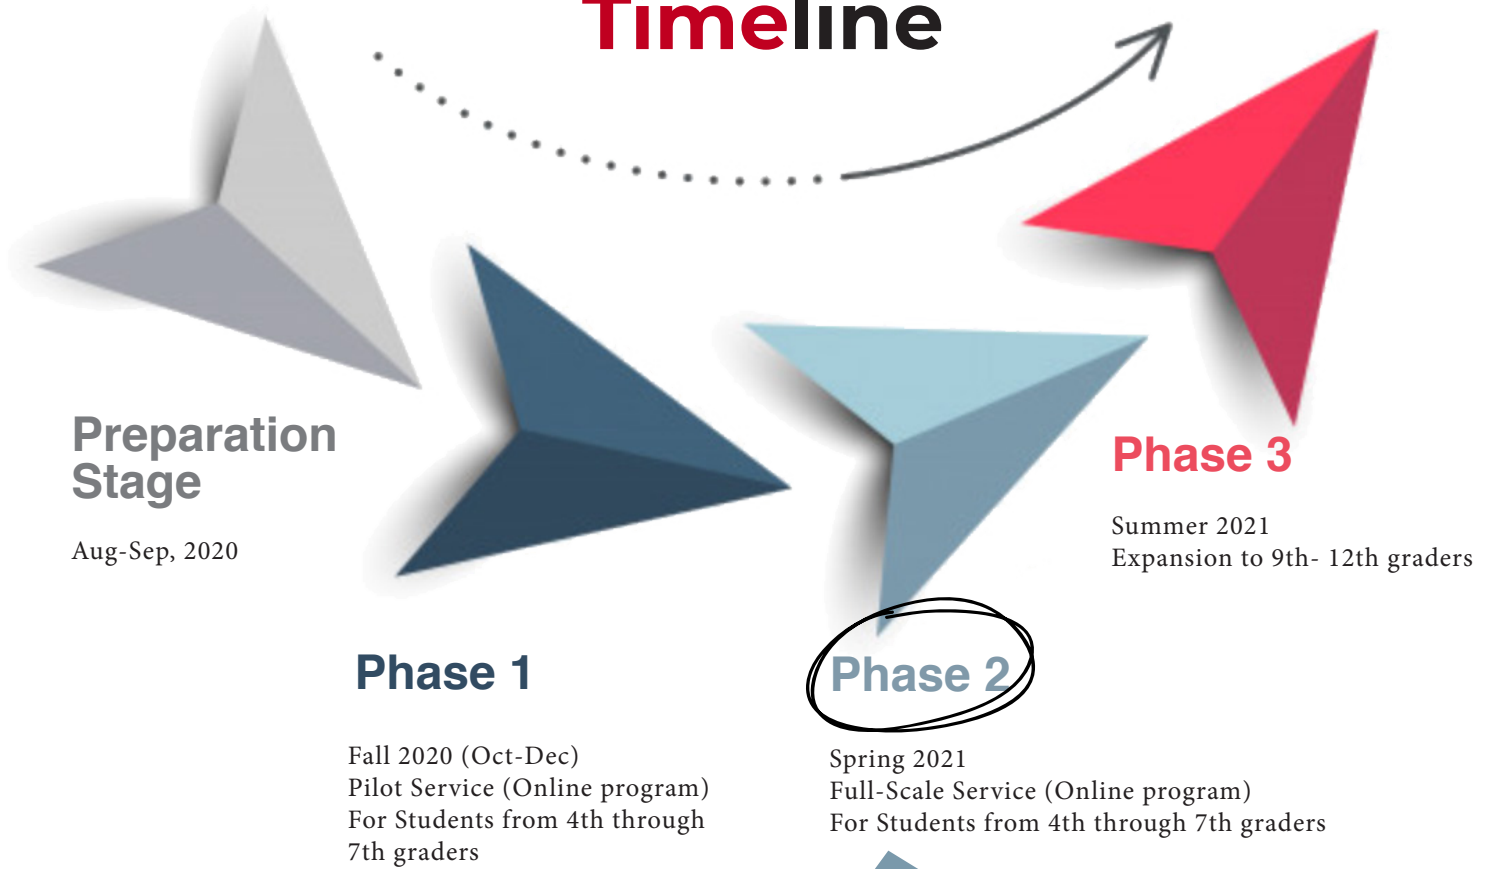 Timeline
Preparation
Stage
Aug-Sep, 2020
Phase 1
Fall 2020 (Oct-Dec)
Pilot Service (Online program)
For Students from 4th through
7th graders
Phase 2
Spring 2021
Full-Scale Service (Online program)
For Students from 4th through 7th graders
Phase 3
Summer 2021
Expansion to 9th- 12th graders